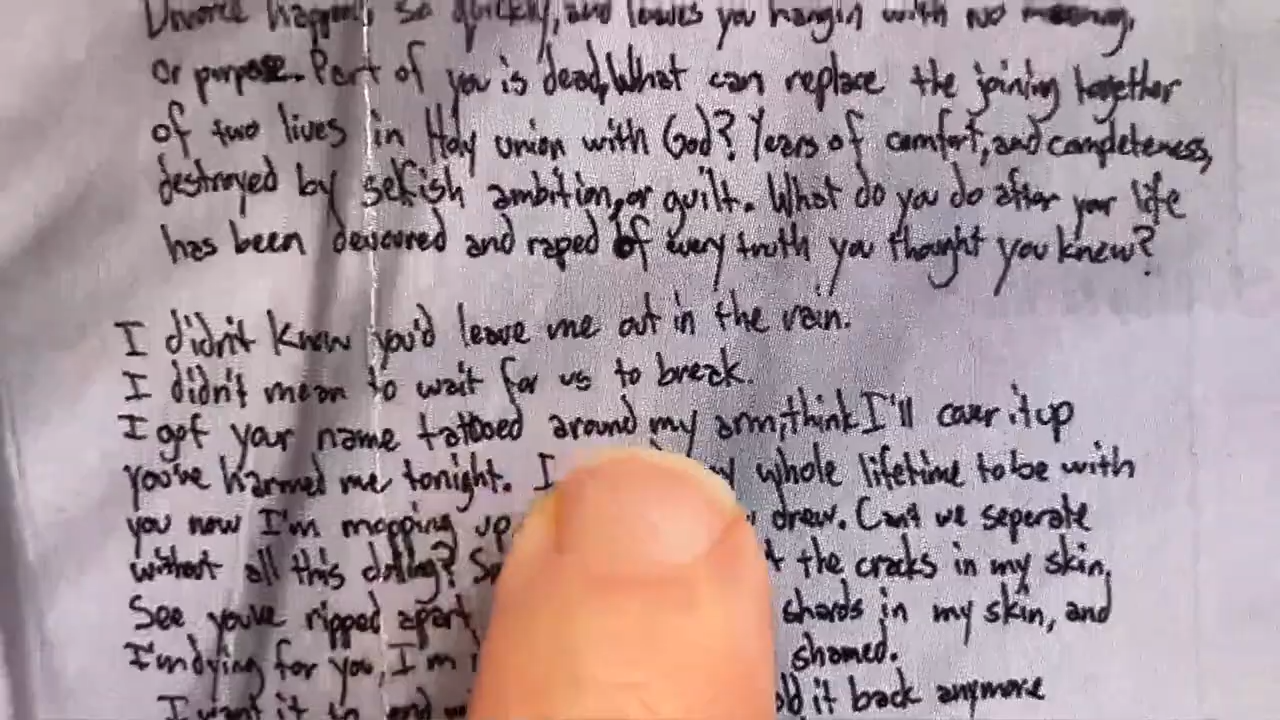 Divorce happens so quickly, and leaves you hangin with no meaning,
Or purpose. Part of you is dead, What can replace the joining together
of two lives in Holy union with God? Years of comfort, and completeness,
destroyed by selfish ambition, or guilt. What do you do after your life
has been devoured and raped of every truth you thought you knew?
I didn't know you'd leave me out in the rain.
I didn't mean to wait for us to break.
I got your name tattooed around my arm, think I'll cover it up
you've harmed me tonight. I whole lifetime to be with
you now I'm mopping up drew. Can't we seperate
without all this dying? the cracks in my skin,
See you've ripped apart, shards in my skin, and
I'm dying for you, I'm shamed.
I want it to end it back anymore